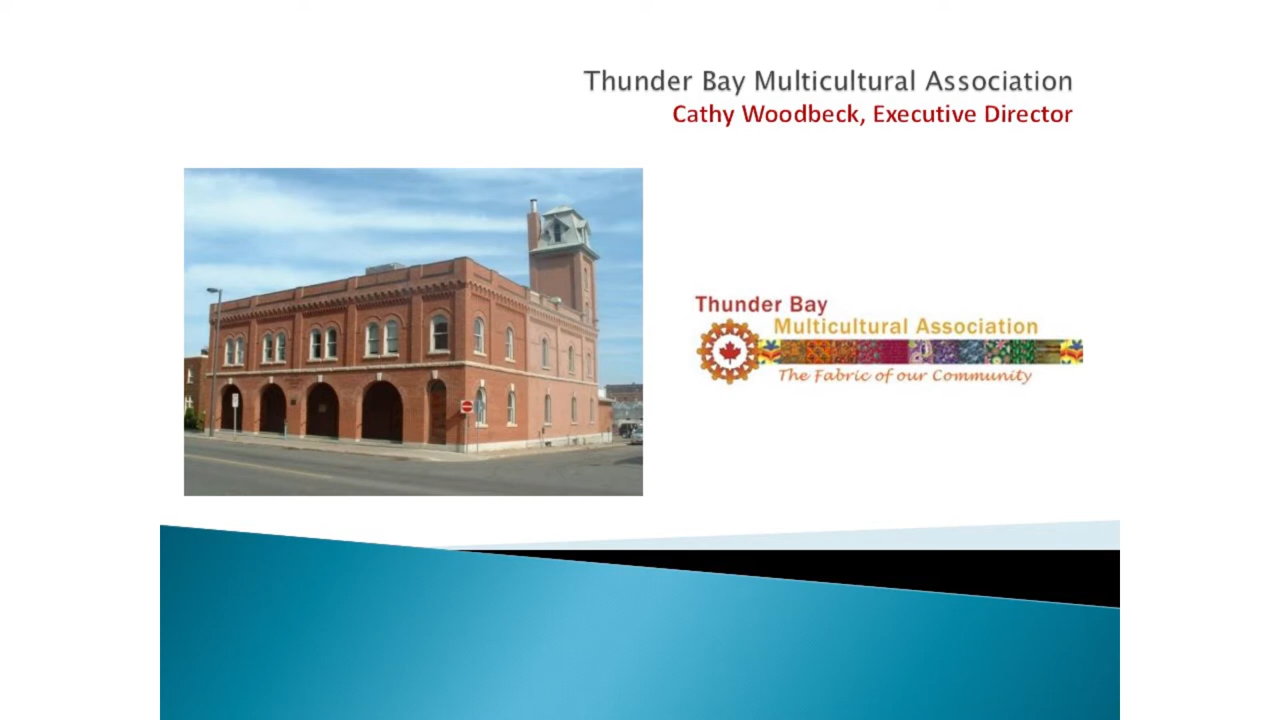 Thunder Bay Multicultural Association
Cathy Woodbeck, Executive Director
Thunder Bay
Multicultural Association
The Fabric of our Community